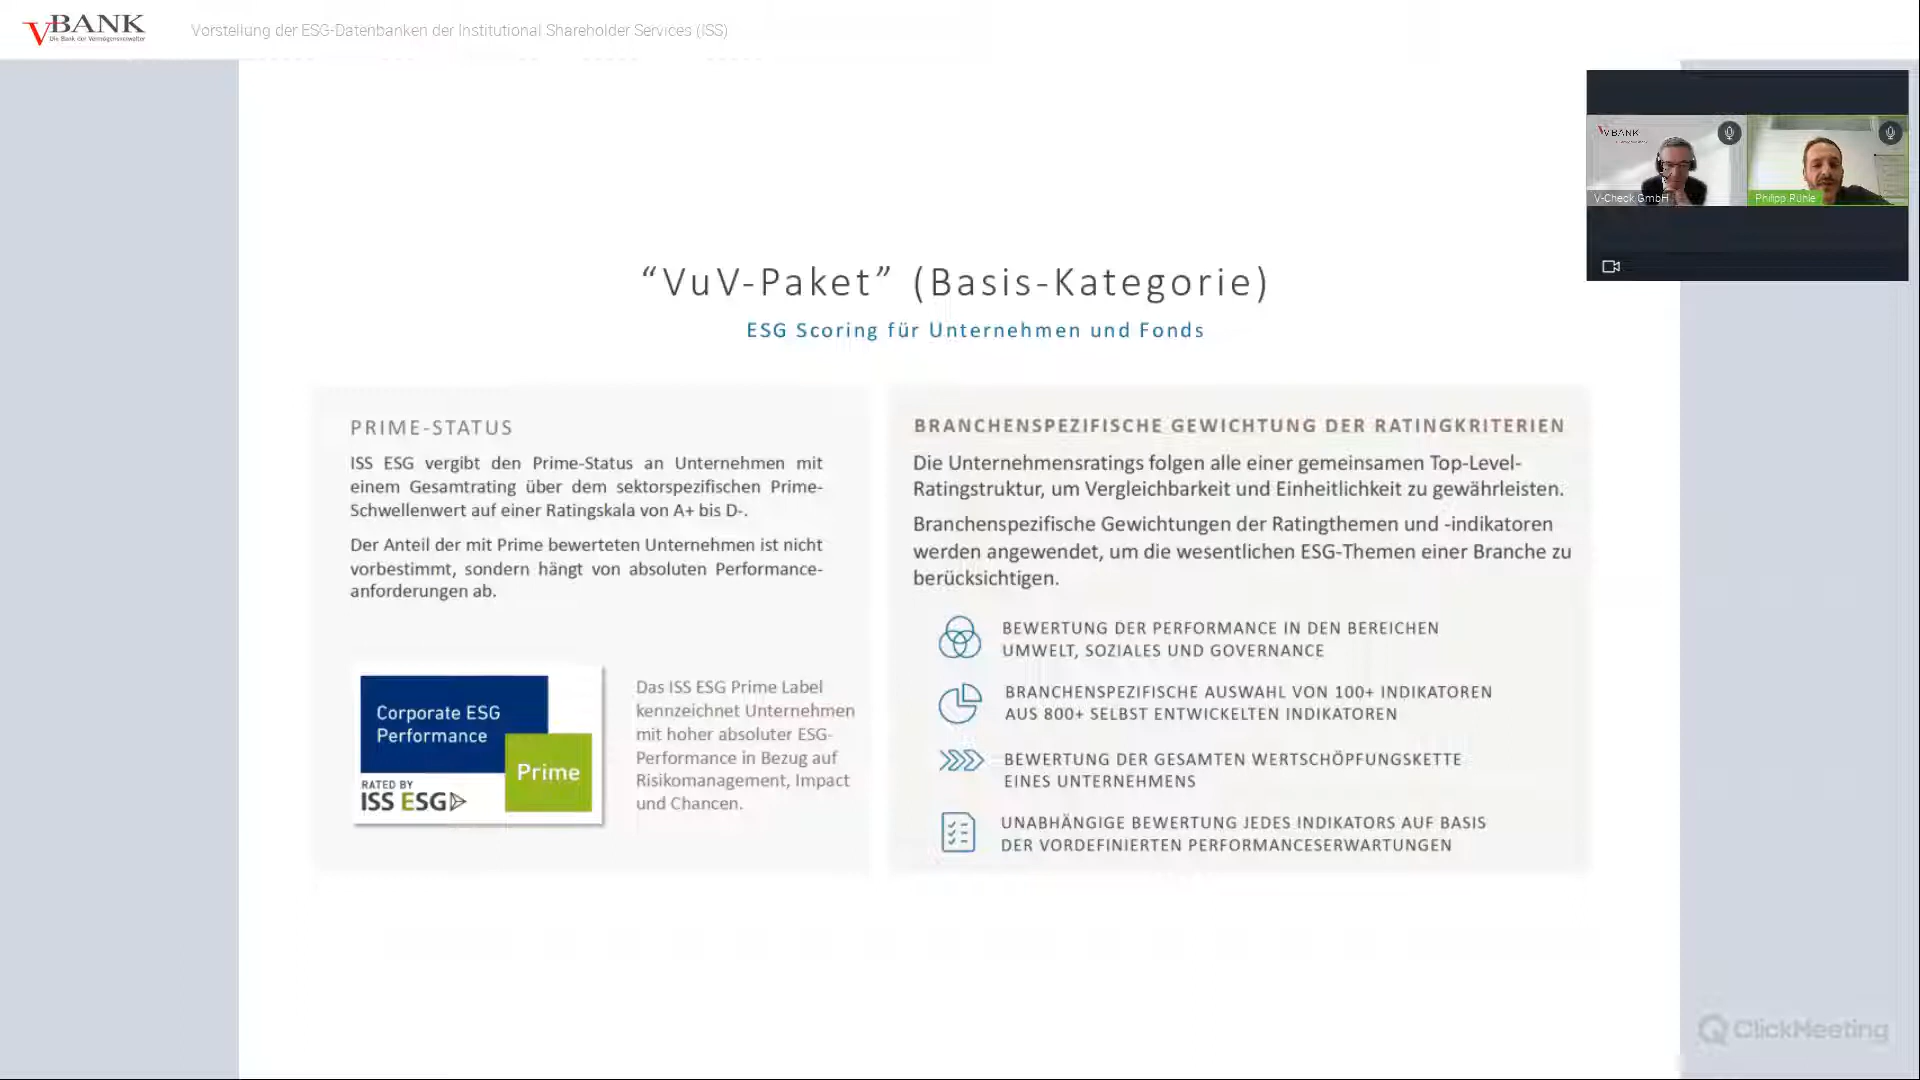 VBANK
Die Bank der Vermögensverwalter
Vorstellung der ESG-Datenbanken der Institutional Shareholder Services (ISS)
VBANK
V-Check GmbH
Philipp Rühle
“VuV-Paket” (Basis-Kategorie)
ESG Scoring für Unternehmen und Fonds
PRIME-STATUS
ISS ESG vergibt den Prime-Status an Unternehmen mit
einem Gesamtrating über dem sektorspezifischen Prime-
Schwellenwert auf einer Ratingskala von A+ bis D-.
Der Anteil der mit Prime bewerteten Unternehmen ist nicht
vorbestimmt, sondern hängt von absoluten Performance-
anforderungen ab.
Corporate ESG
Performance
Prime
RATED BY
ISS ESG
Das ISS ESG Prime Label
kennzeichnet Unternehmen
mit hoher absoluter ESG-
Performance in Bezug auf
Risikomanagement, Impact
und Chancen.
BRANCHENSPEZIFISCHE GEWICHTUNG DER RATINGKRITERIEN
Die Unternehmensratings folgen alle einer gemeinsamen Top-Level-
Ratingstruktur, um Vergleichbarkeit und Einheitlichkeit zu gewährleisten.
Branchenspezifische Gewichtungen der Ratingthemen und -indikatoren
werden angewendet, um die wesentlichen ESG-Themen einer Branche zu
berücksichtigen.
BEWERTUNG DER PERFORMANCE IN DEN BEREICHEN
UMWELT, SOZIALES UND GOVERNANCE
BRANCHENSPEZIFISCHE AUSWAHL VON 100+ INDIKATOREN
AUS 800+ SELBST ENTWICKELTEN INDIKATOREN
BEWERTUNG DER GESAMTEN WERTSCHÖPFUNGSKETTE
EINES UNTERNEHMENS
UNABHÄNGIGE BEWERTUNG JEDES INDIKATORS AUF BASIS
DER VORDEFINIERTEN PERFORMANCESERWARTUNGEN
ClickMeeting